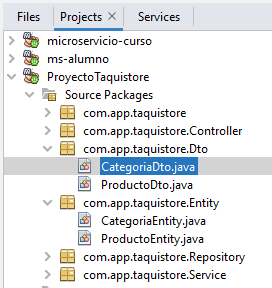 Files Projects Services
microservicio-curso
ms-alumno
ProyectoTaquistore
Source Packages
com.app.taquistore
com.app.taquistore.Controller
com.app.taquistore.Dto
CategoriaDto.java
ProductoDto.java
com.app.taquistore.Entity
CategoriaEntity.java
ProductoEntity.java
com.app.taquistore.Repository
com.app.taquistore.Service